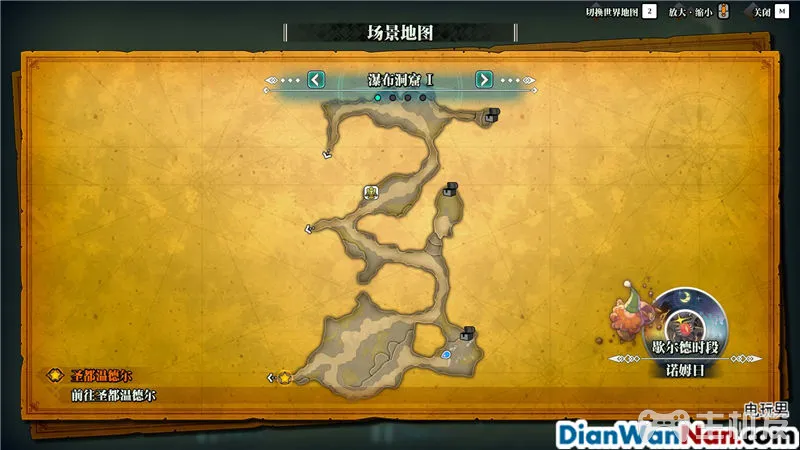 切换世界地图 2 放大·缩小 关闭 M
场景地图
瀑布洞窟 I
歇尔德时段
诺姆日
圣都温德尔
前往圣都温德尔
电玩男
DianWanNan.com